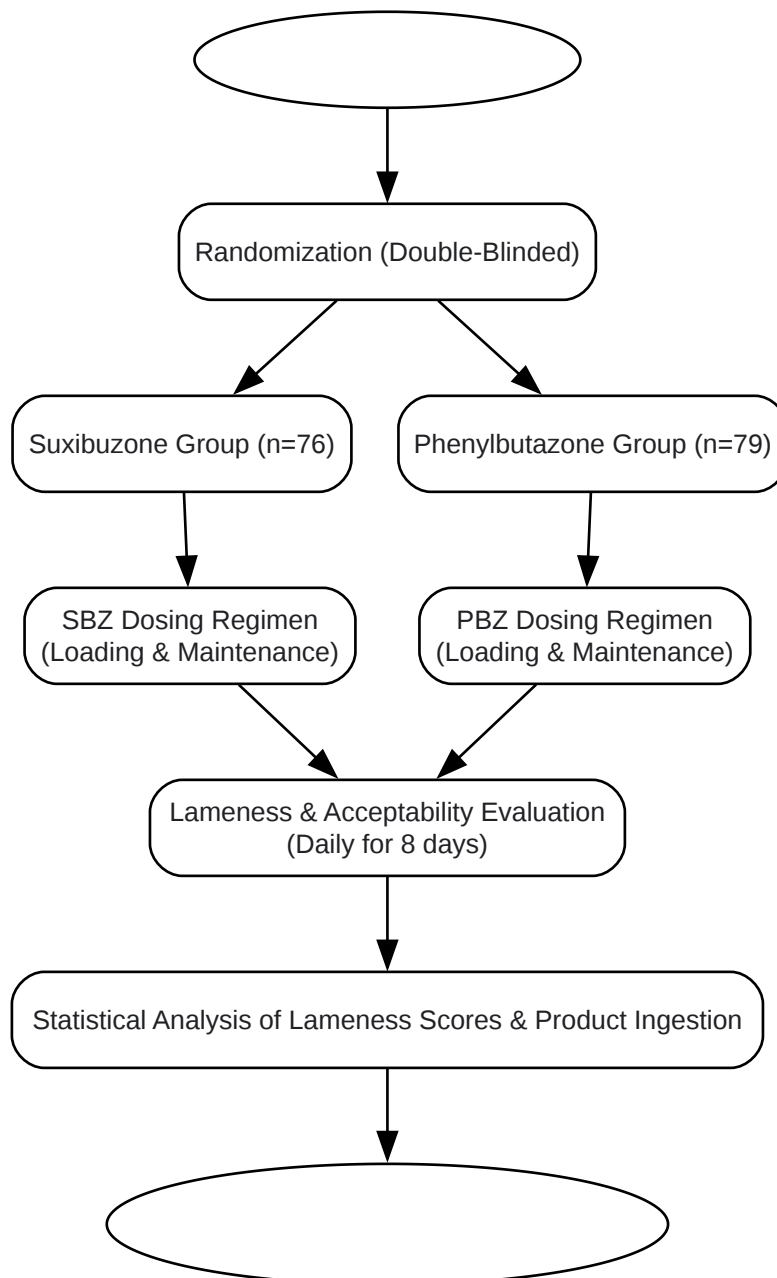 Randomization (Double-Blinded)
Suxibuzone Group (n=76)
Phenylbutazone Group (n=79)
SBZ Dosing Regimen
(Loading & Maintenance)
PBZ Dosing Regimen
(Loading & Maintenance)
Lameness & Acceptability Evaluation
(Daily for 8 days)
Statistical Analysis of Lameness Scores & Product Ingestion